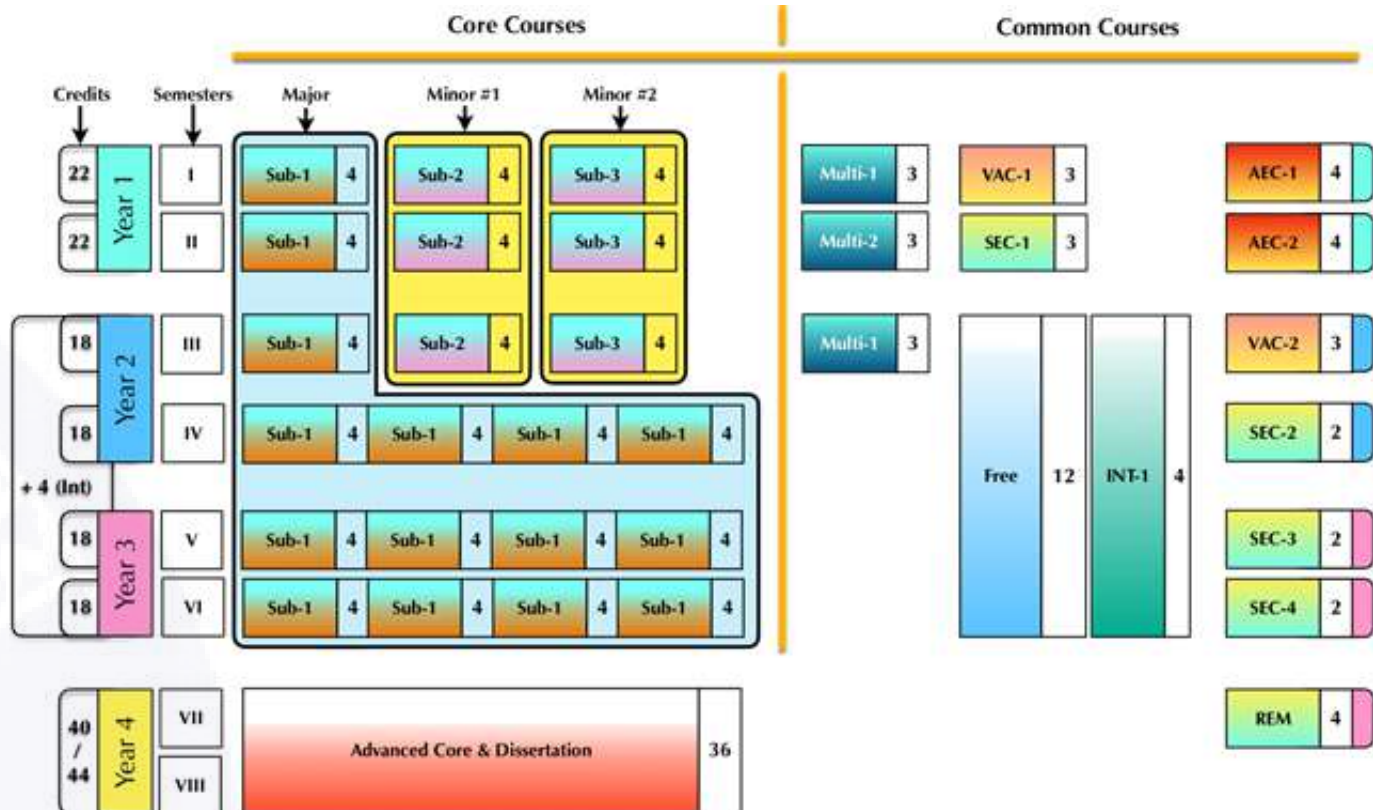 Core Courses Common Courses
Credits Semesters Major Minor #1 Minor #2
22 Year 1 I Sub-1 4 Sub-2 4 Sub-3 4 Multi-1 3 VAC-1 3 AEC-1 4
22 II Sub-1 4 Sub-2 4 Sub-3 4 Multi-2 3 SEC-1 3 AEC-2 4
18 Year 2 III Sub-1 4 Sub-2 4 Sub-3 4 Multi-1 3 VAC-2 3
18 IV Sub-1 4 Sub-1 4 Sub-1 4 Sub-1 4 SEC-2 2
+ 4 (Int) Free 12 INT-1 4
18 Year 3 V Sub-1 4 Sub-1 4 Sub-1 4 Sub-1 4 SEC-3 2
18 VI Sub-1 4 Sub-1 4 Sub-1 4 Sub-1 4 SEC-4 2
40 / 44 Year 4 VII Advanced Core & Dissertation 36 REM 4
VIII